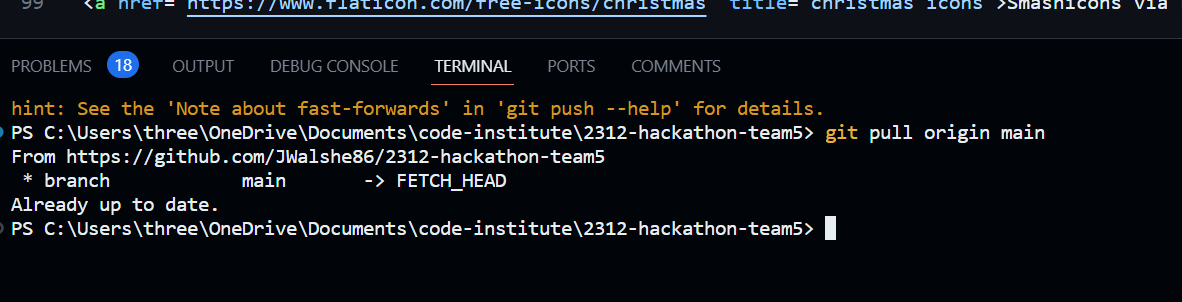 99 <a href="https://www.flaticon.com/free-icons/christmas" title="christmas icons">Smashicons via
PROBLEMS 18 OUTPUT DEBUG CONSOLE TERMINAL PORTS COMMENTS
hint: See the 'Note about fast-forwards' in 'git push --help' for details.
PS C:\Users\three\OneDrive\Documents\code-institute\2312-hackathon-team5> git pull origin main
From https://github.com/JWalshe86/2312-hackathon-team5
 * branch            main       -> FETCH_HEAD
Already up to date.
PS C:\Users\three\OneDrive\Documents\code-institute\2312-hackathon-team5>